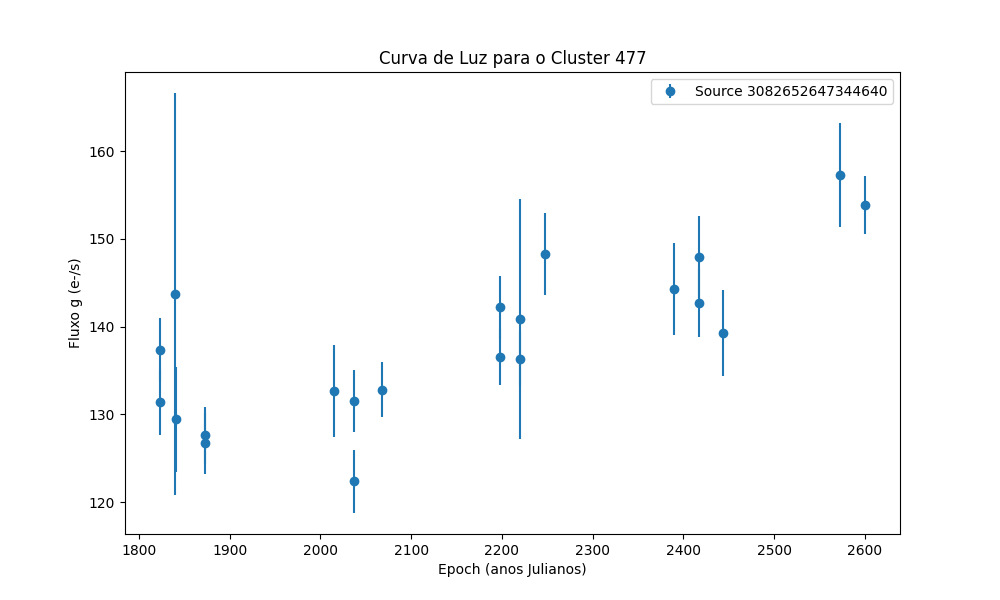 Curva de Luz para o Cluster 477
Source 3082652647344640
Fluxo g (e-/s)
160
150
140
130
120
1800 1900 2000 2100 2200 2300 2400 2500 2600
Epoch (anos Julianos)